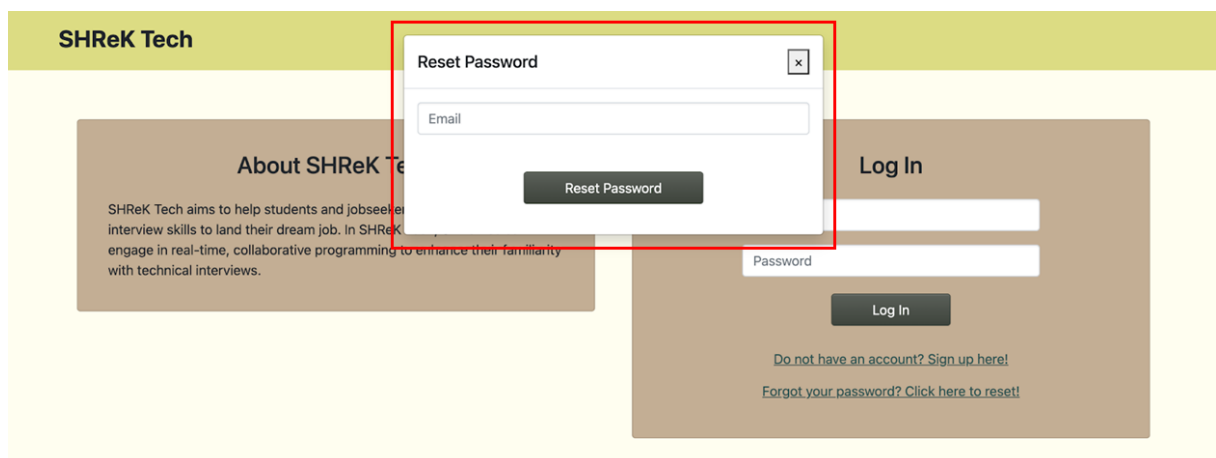 SHReK Tech
Reset Password
×
Email
Reset Password
About SHReK Te
SHReK Tech aims to help students and jobseeker
interview skills to land their dream job. In SHReK
engage in real-time, collaborative programming to enhance their familiarity
with technical interviews.
Log In
Password
Log In
Do not have an account? Sign up here!
Forgot your password? Click here to reset!